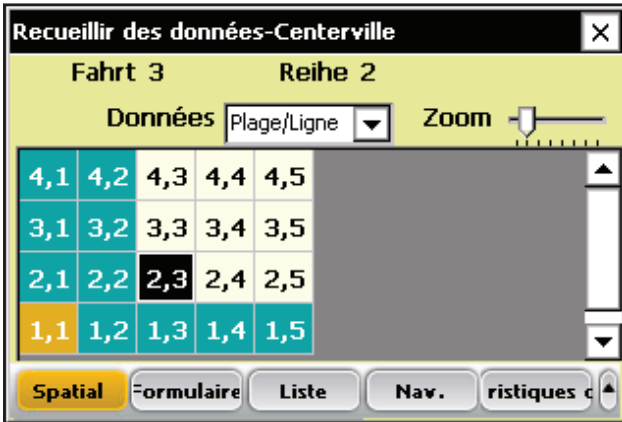 Recueillir des données-Centerville
Fahrt 3 Reihe 2
Données Plage/Ligne Zoom
4,1 4,2 4,3 4,4 4,5
3,1 3,2 3,3 3,4 3,5
2,1 2,2 2,3 2,4 2,5
1,1 1,2 1,3 1,4 1,5
Spatial Formulaire Liste Nav. ristiques